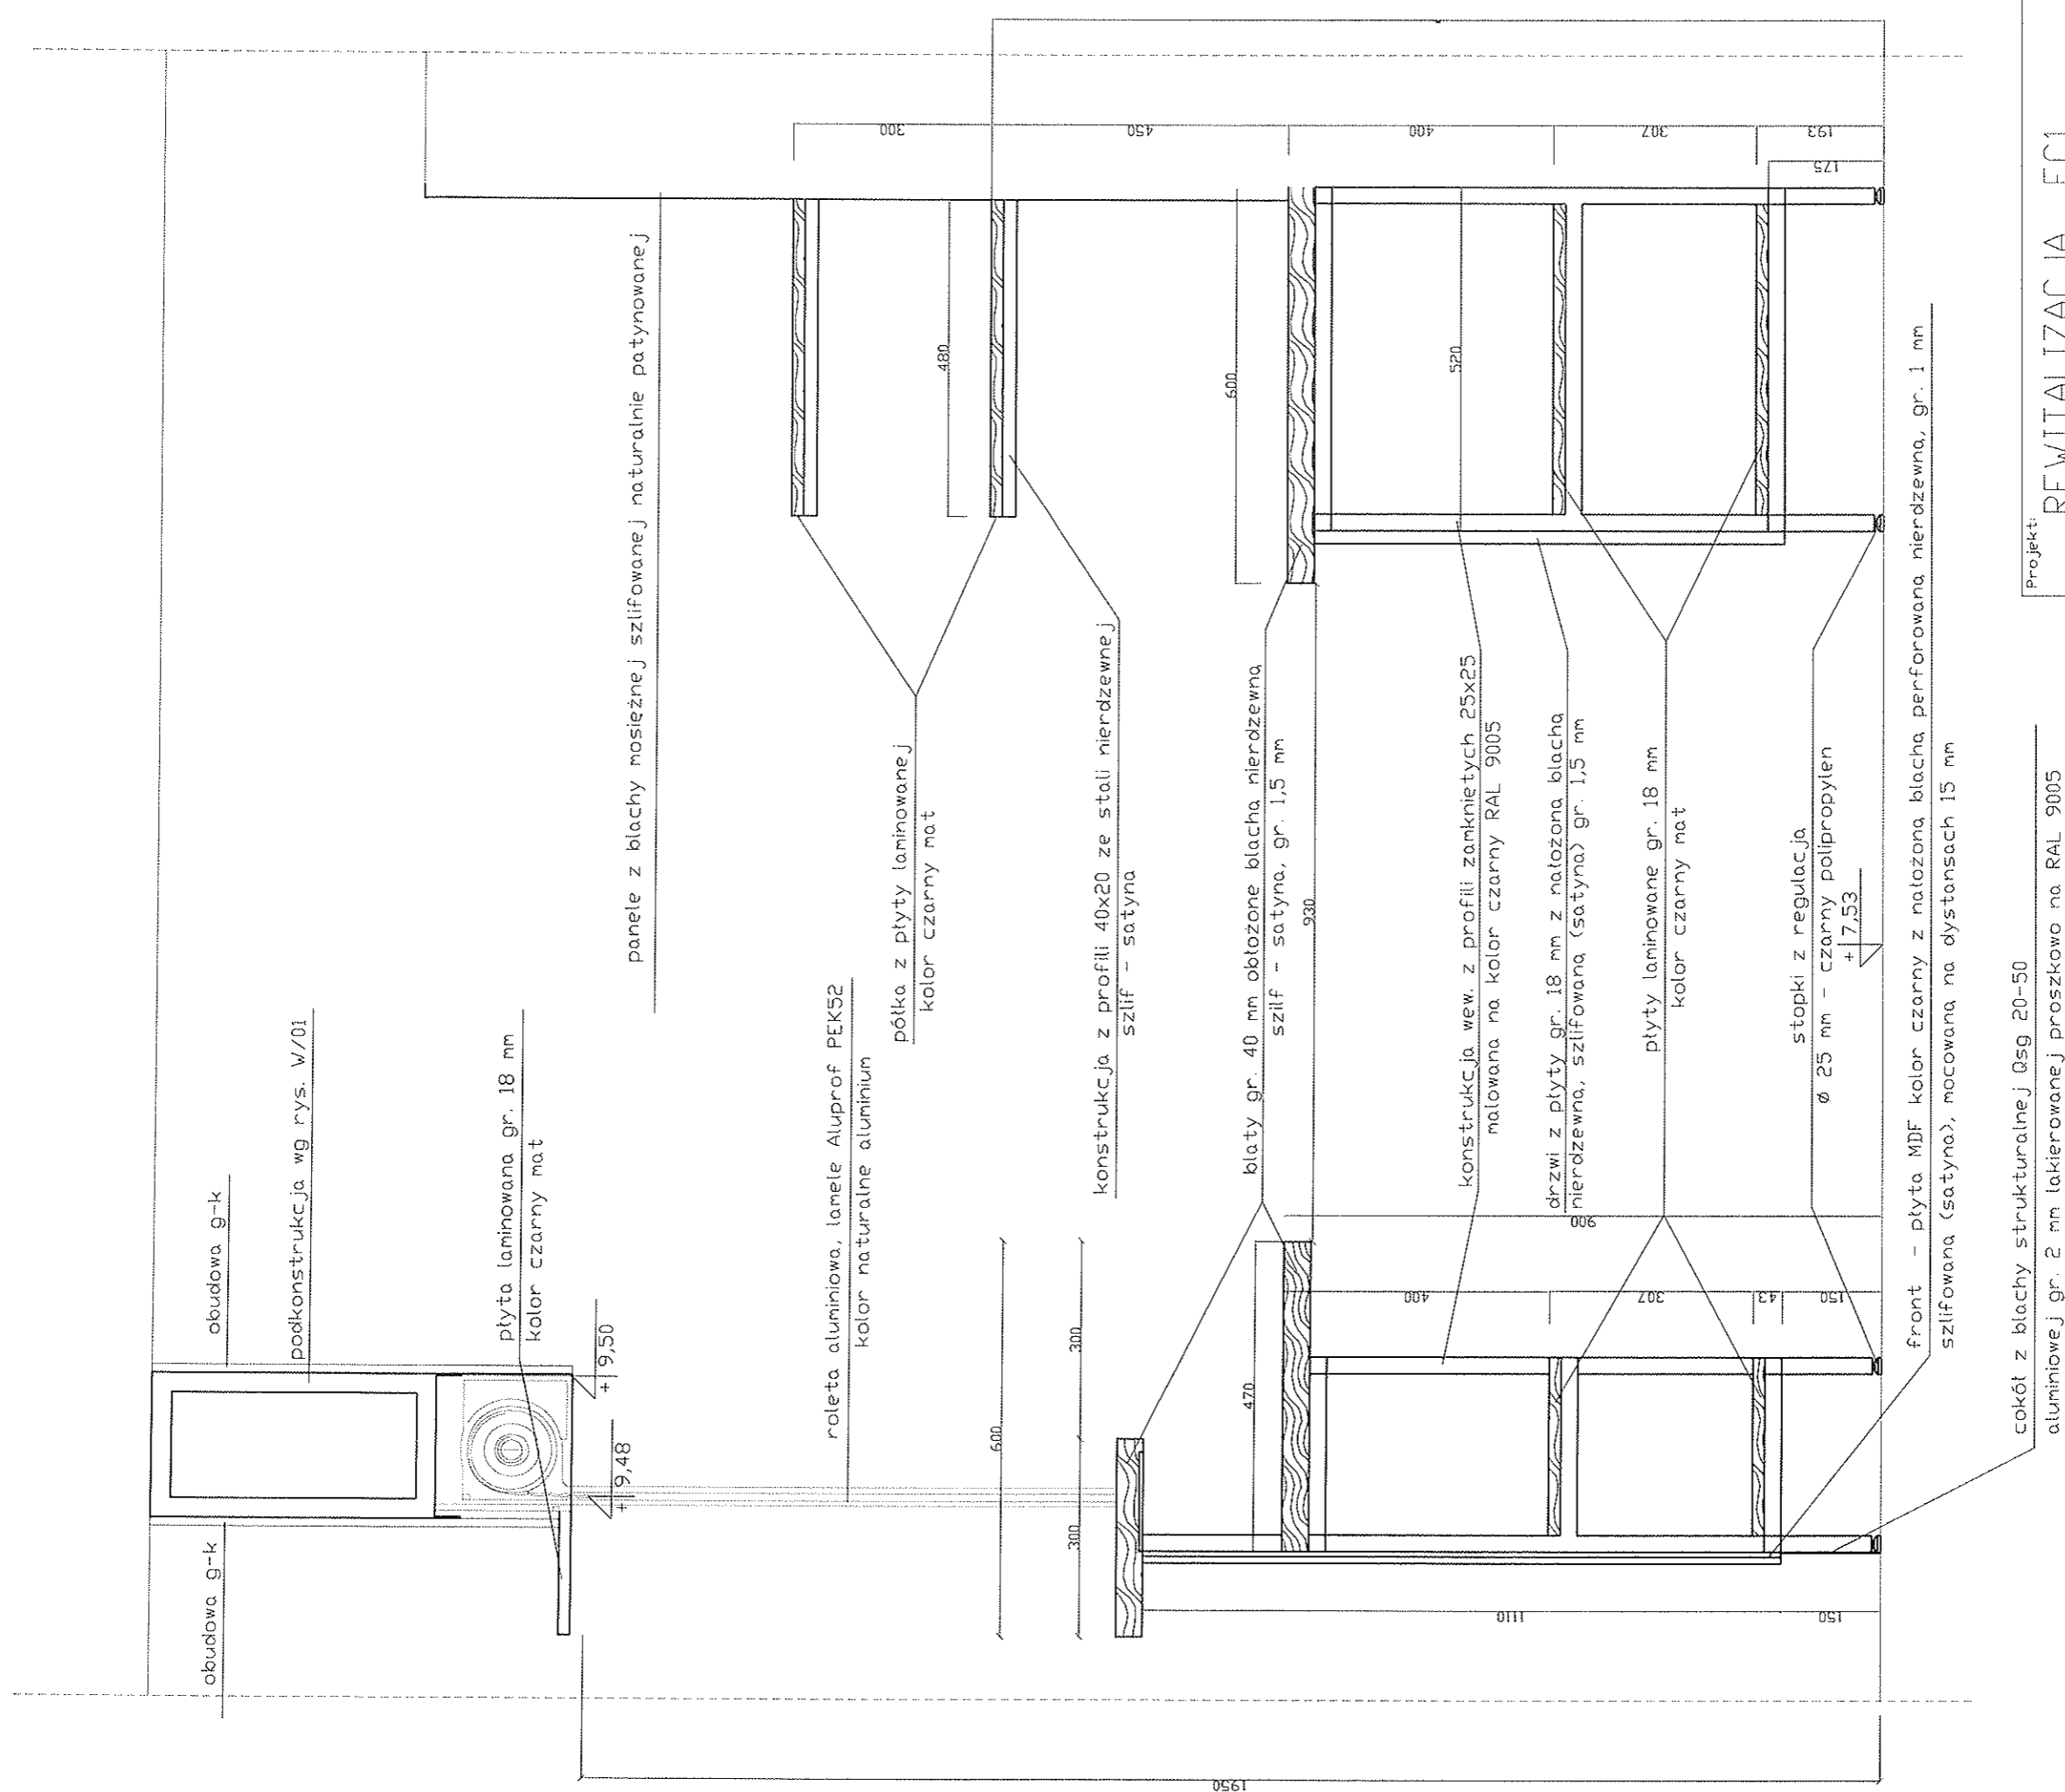 obudowa g-k
obudowa g-k
podkonstrukcja wg rys. W/01
płyta laminowana gr. 18 mm
kolor czarny mat
+ 9,50
+ 9,48
panele z blachy mosiężnej szlifowanej naturalnie patynowanej
roleta aluminiowa, lamele Aluprof PEK52
kolor naturalne aluminium
półka z płyty laminowanej
kolor czarny mat
konstrukcja z profili 40x20 ze stali nierdzewnej
szlif - satyna
blaty gr. 40 mm obłożone blachą nierdzewną
szilf - satyna, gr. 1,5 mm
konstrukcja wew. z profili zamkniętych 25x25
malowana na kolor czarny RAL 9005
drzwi z płyty gr. 18 mm z nałożoną blachą
nierdzewną, szlifowaną (satyna) gr. 1,5 mm
płyty laminowane gr. 18 mm
kolor czarny mat
stopki z regulacją
ø 25 mm - czarny polipropylen
+ 7,53
front - płyta MDF kolor czarny z nałożoną blachą perforowaną nierdzewną, gr. 1 mm
szlifowaną (satyna), mocowana na dystansach 15 mm
cokół z blachy strukturalnej Qsg 20-50
aluminiowej gr. 2 mm lakierowanej proszkowo na RAL 9005
300
450
400
307
193
175
480
600
520
930
600
300
300
470
900
400
307
43
150
1110
150
1950
Projekt:
REWITALIZACJA EC1